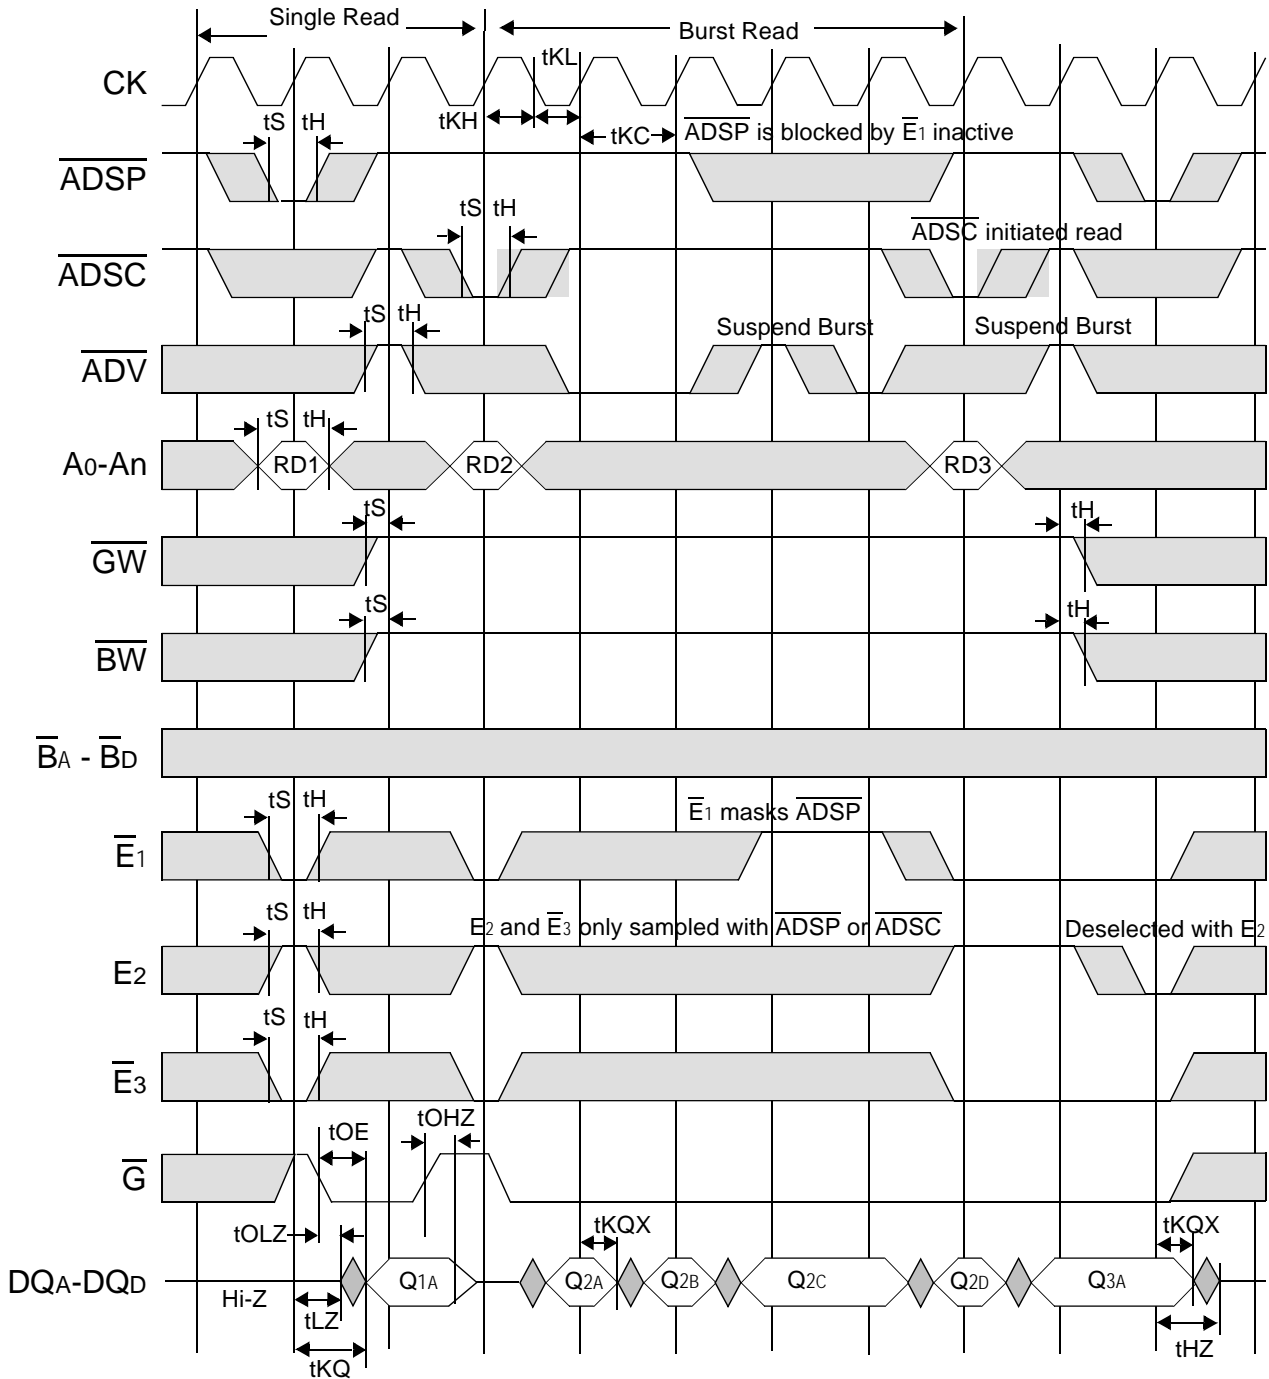 Single Read
Burst Read
CK
tKL
tKH
tKC
ADSP is blocked by E1 inactive
tS tH
ADSP
tS tH
ADSC initiated read
ADSC
tS tH
Suspend Burst
Suspend Burst
ADV
tS tH
A0-An
RD1
RD2
RD3
tS
tH
GW
tS
tH
BW
BA - BD
tS tH
E1 masks ADSP
E1
tS tH
E2 and E3 only sampled with ADSP or ADSC
Deselected with E2
E2
tS tH
E3
tOHZ
tOE
G
tOLZ
tKQX
tKQX
DQA-DQD
Q1A
Q2A
Q2B
Q2C
Q2D
Q3A
Hi-Z
tLZ
tHZ
tKQ